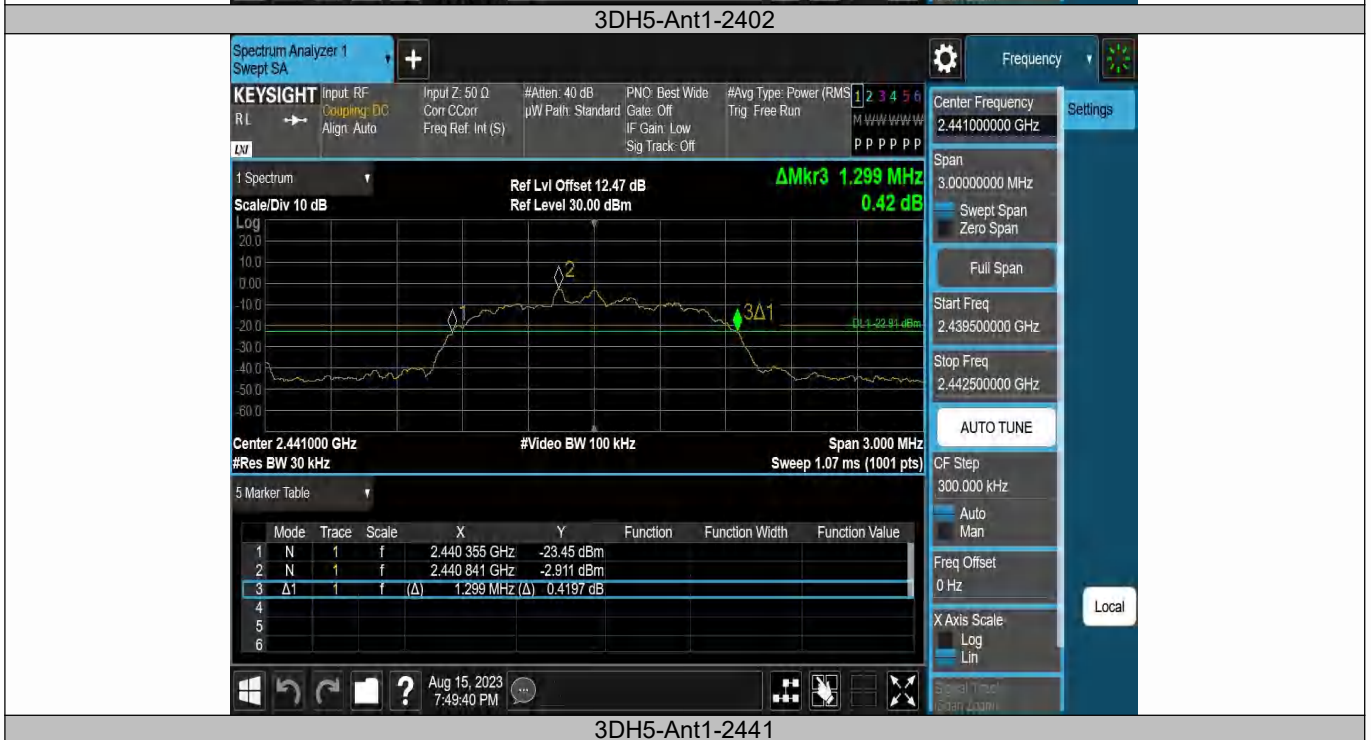 3DH5-Ant1-2402
Spectrum Analyzer 1
Swept SA
+
Frequency
KEYSIGHT
RL
LXI
Input: RF
Coupling: DC
Align: Auto
Input Z: 50 Ω
Corr CCorr
Freq Ref: Int (S)
#Atten: 40 dB
µW Path: Standard
PNO: Best Wide
Gate: Off
IF Gain: Low
Sig Track: Off
#Avg Type: Power (RMS
Trig: Free Run
1 2 3 4 5 6
M W W W W W
P P P P P P
1 Spectrum
Scale/Div 10 dB
Ref Lvl Offset 12.47 dB
Ref Level 30.00 dBm
ΔMkr3 1.299 MHz
0.42 dB
Log
20.0
10.0
0.00
-10.0
-20.0
-30.0
-40.0
-50.0
-60.0
1
2
3Δ1
DL1 -22.91 dBm
Center 2.441000 GHz
#Video BW 100 kHz
Span 3.000 MHz
#Res BW 30 kHz
Sweep 1.07 ms (1001 pts)
5 Marker Table
Mode Trace Scale X Y Function Function Width Function Value
1 N 1 f 2.440 355 GHz -23.45 dBm
2 N 1 f 2.440 841 GHz -2.911 dBm
3 Δ1 1 f (Δ) 1.299 MHz (Δ) 0.4197 dB
4
5
6
Aug 15, 2023
7:49:40 PM
Center Frequency
2.441000000 GHz
Settings
Span
3.00000000 MHz
Swept Span
Zero Span
Full Span
Start Freq
2.439500000 GHz
Stop Freq
2.442500000 GHz
AUTO TUNE
CF Step
300.000 kHz
Auto
Man
Freq Offset
0 Hz
X Axis Scale
Log
Lin
Local
3DH5-Ant1-2441